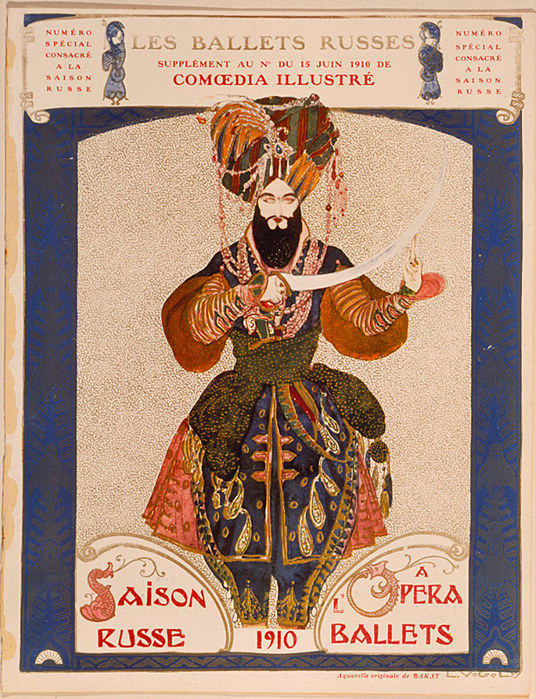 NUMÉRO
SPÉCIAL
CONSACRÉ
A LA
SAISON
RUSSE
LES BALLETS RUSSES
SUPPLÉMENT AU No DU 15 JUIN 1910 DE
COMŒDIA ILLUSTRÉ
NUMÉRO
SPÉCIAL
CONSACRÉ
A LA
SAISON
RUSSE
SAISON
RUSSE
1910
A
L'OPERA
BALLETS
Aquarelle originale de BAKST